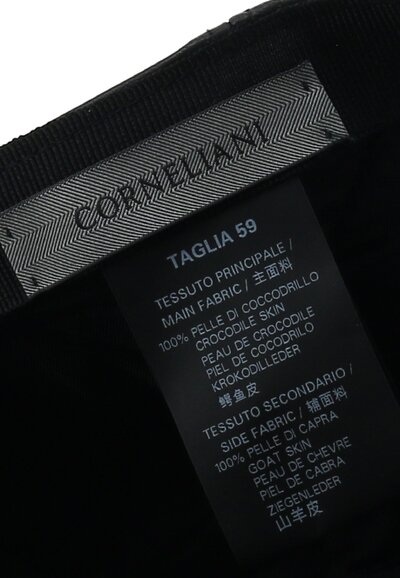 CORNELIANI
TAGLIA 59
TESSUTO PRINCIPALE /
MAIN FABRIC / 主面料
100% PELLE DI COCCODRILLO
CROCODILE SKIN
PEAU DE CROCODILE
PIEL DE COCODRILO
KROKODILLEDER
鳄鱼皮
TESSUTO SECONDARIO /
SIDE FABRIC / 辅面料
100% PELLE DI CAPRA
GOAT SKIN
PEAU DE CHEVRE
PIEL DE CABRA
ZIEGENLEDER
山羊皮